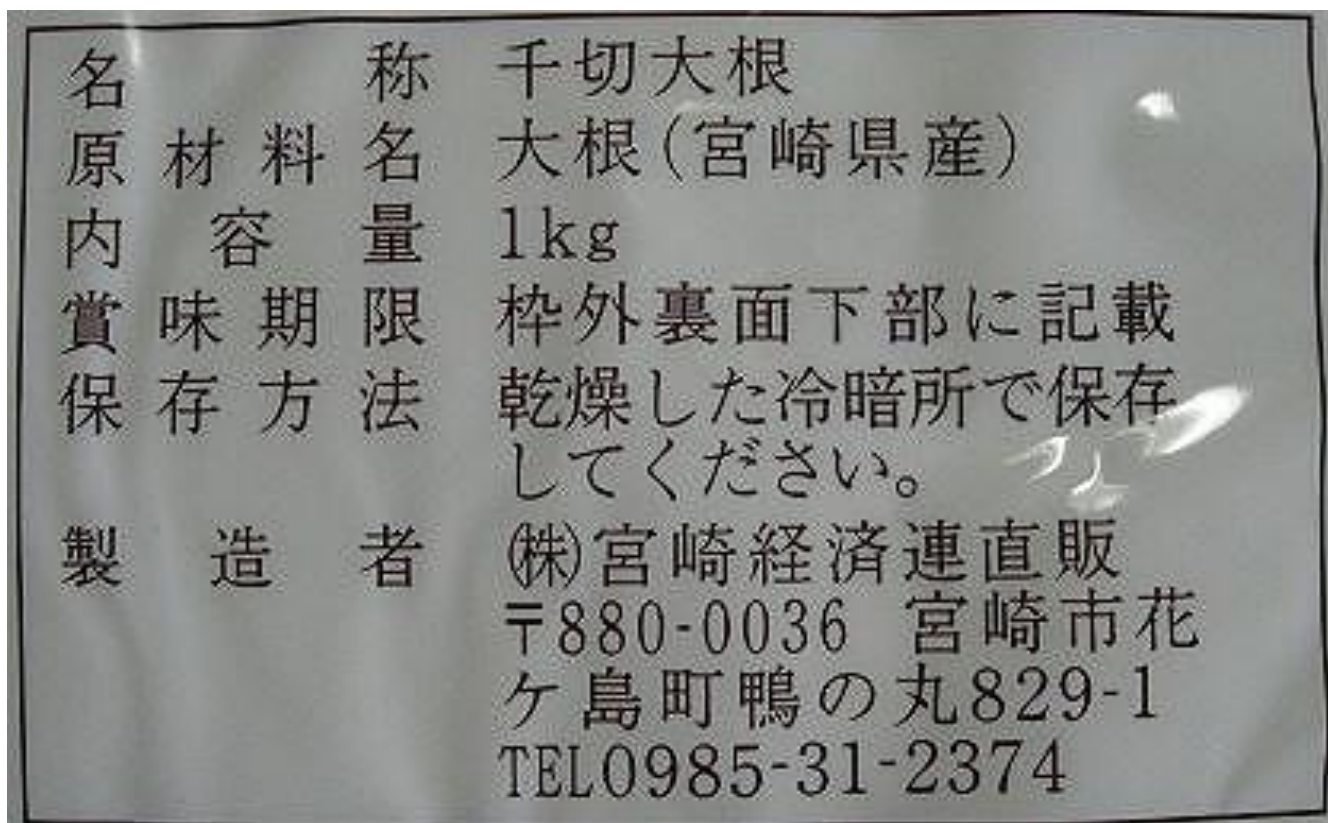 名称 千切大根
原材料名 大根(宮崎県産)
内容量 1kg
賞味期限 枠外裏面下部に記載
保存方法 乾燥した冷暗所で保存
してください。
製造者 ㈱宮崎経済連直販
〒880-0036 宮崎市花
ケ島町鴨の丸829-1
TEL0985-31-2374